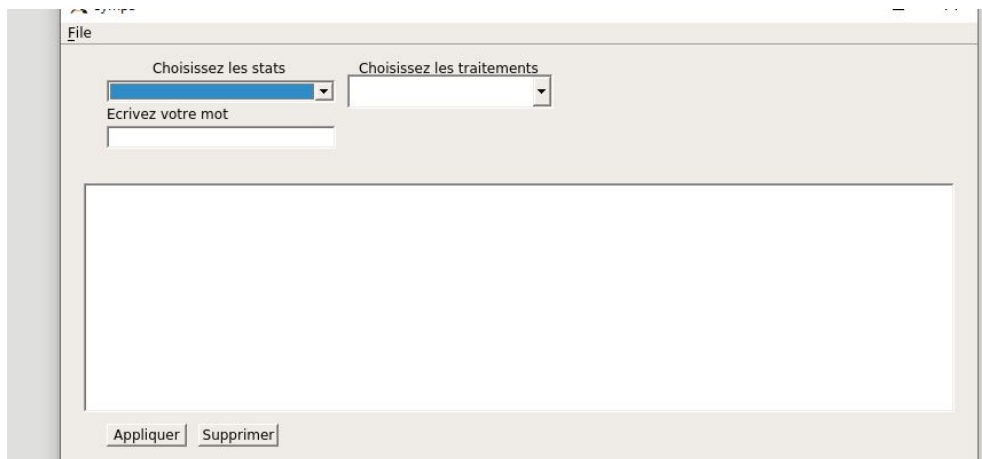 File
Choisissez les stats
Choisissez les traitements
Ecrivez votre mot
Appliquer Supprimer